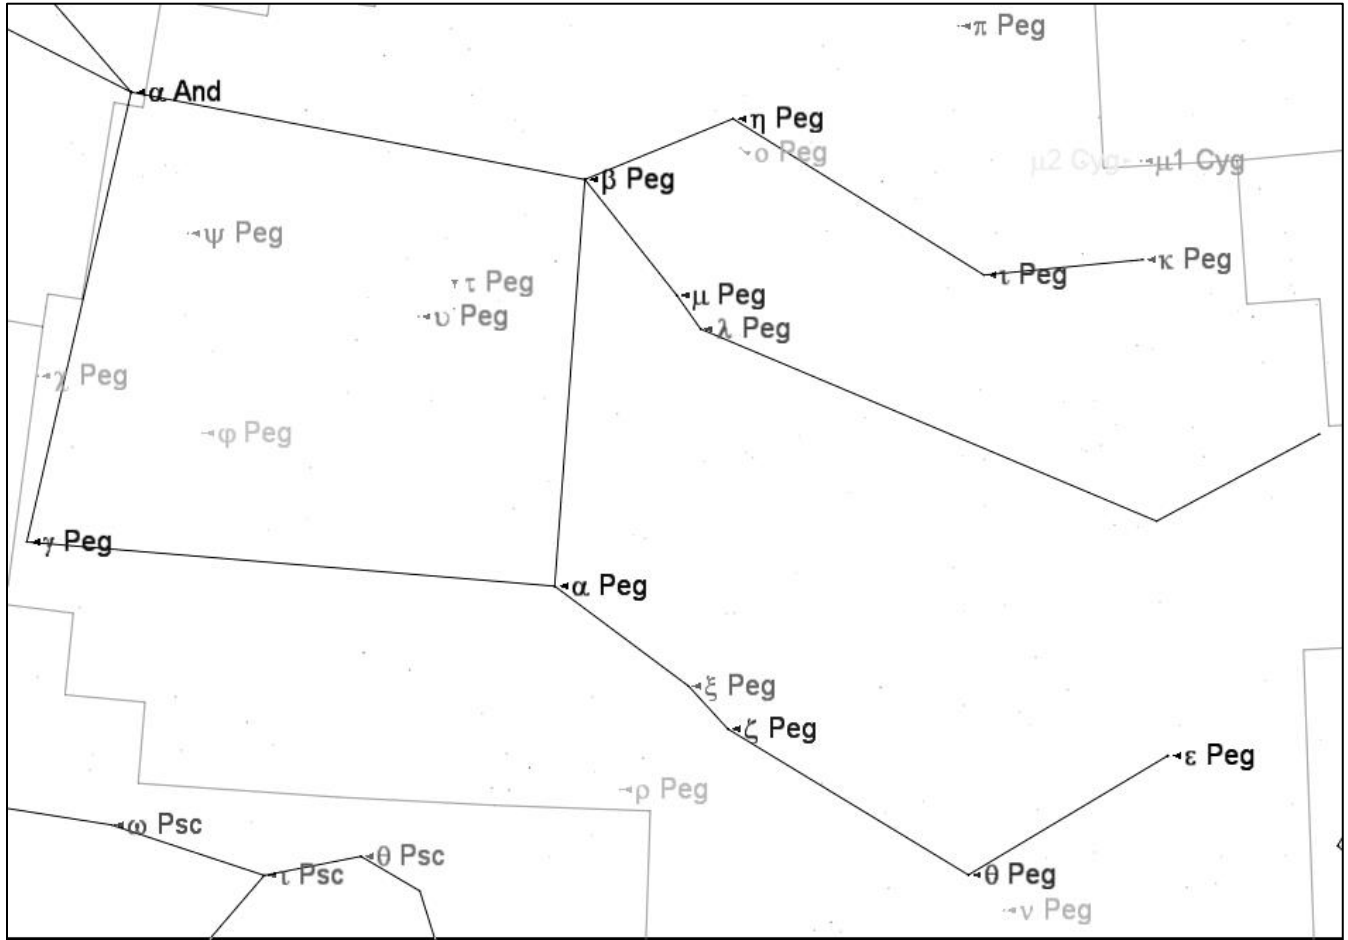 π Peg
α And
η Peg
ο Peg
μ2 Cyg
μ1 Cyg
β Peg
ψ Peg
κ Peg
ι Peg
τ Peg
μ Peg
υ Peg
λ Peg
χ Peg
φ Peg
γ Peg
α Peg
ξ Peg
ζ Peg
ε Peg
ρ Peg
ω Psc
θ Psc
ι Psc
θ Peg
ν Peg